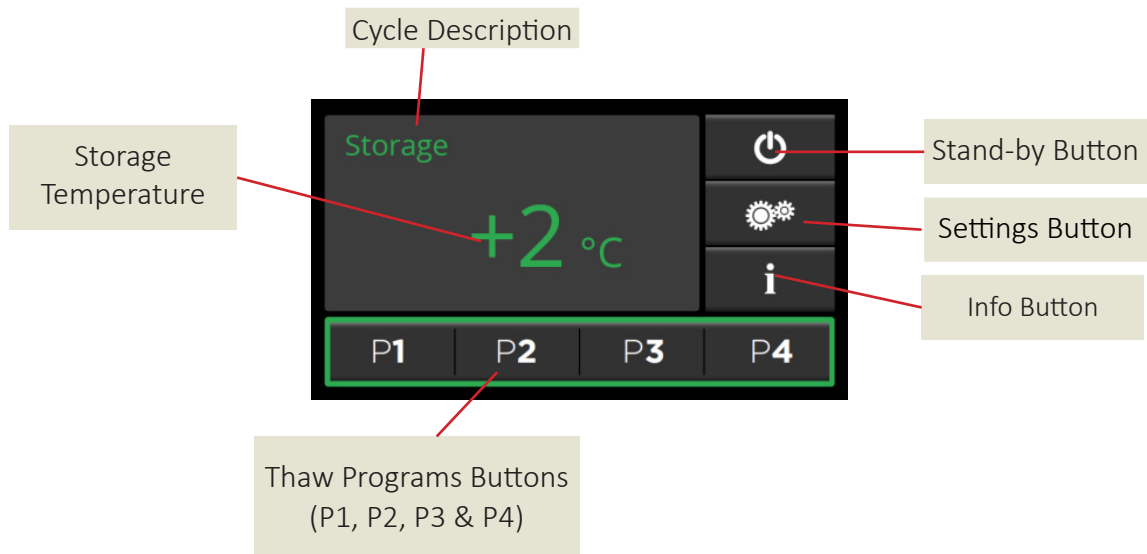 Cycle Description
Storage
Temperature
Storage
+2 °C
Stand-by Button
Settings Button
i
Info Button
P1 P2 P3 P4
Thaw Programs Buttons
(P1, P2, P3 & P4)